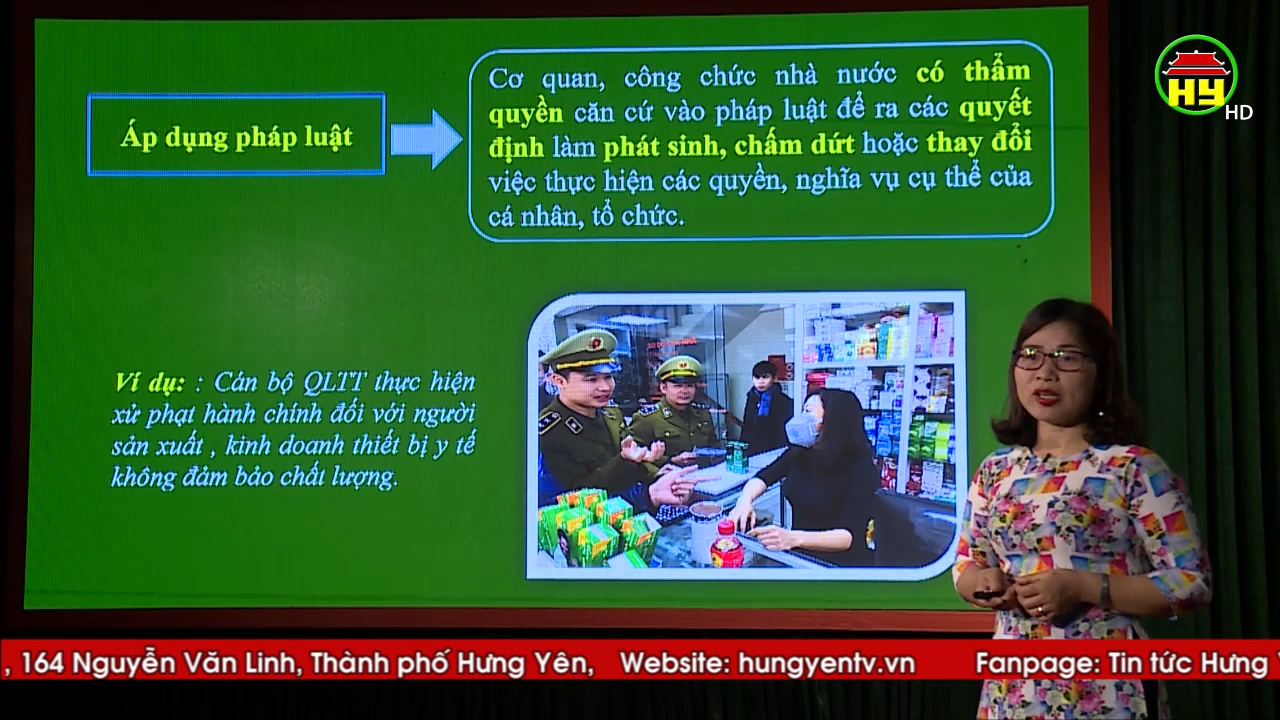 Áp dụng pháp luật
Cơ quan, công chức nhà nước có thẩm
quyền căn cứ vào pháp luật để ra các quyết
định làm phát sinh, chấm dứt hoặc thay đổi
việc thực hiện các quyền, nghĩa vụ cụ thể của
cá nhân, tổ chức.
HY
HD
Ví dụ: : Cán bộ QLTT thực hiện
xử phạt hành chính đối với người
sản xuất , kinh doanh thiết bị y tế
không đảm bảo chất lượng.
, 164 Nguyễn Văn Linh, Thành phố Hưng Yên, Website: hungyentv.vn Fanpage: Tin tức Hưng